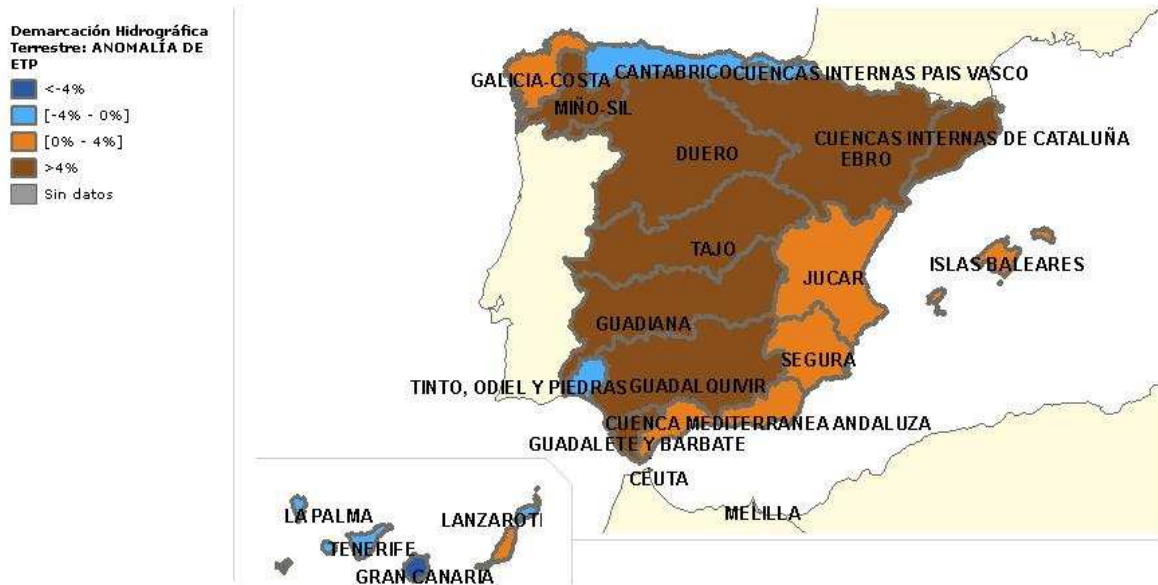 Demarcación Hidrográfica
Terrestre: ANOMALÍA DE
ETP
<-4%
[-4% - 0%]
[0% - 4%]
>4%
Sin datos
GALICIA-COSTA
CANTABRICO
CUENCAS INTERNAS PAIS VASCO
MIÑO-SIL
CUENCAS INTERNAS DE CATALUÑA
DUERO
EBRO
TAJO
ISLAS BALEARES
JUCAR
GUADIANA
SEGURA
TINTO, ODIEL Y PIEDRAS
GUADALQUIVIR
CUENCA MEDITERRANEA ANDALUZA
GUADALETE Y BARBATE
CEUTA
MELILLA
LA PALMA
LANZAROTI
TENERIFE
GRAN CANARIA